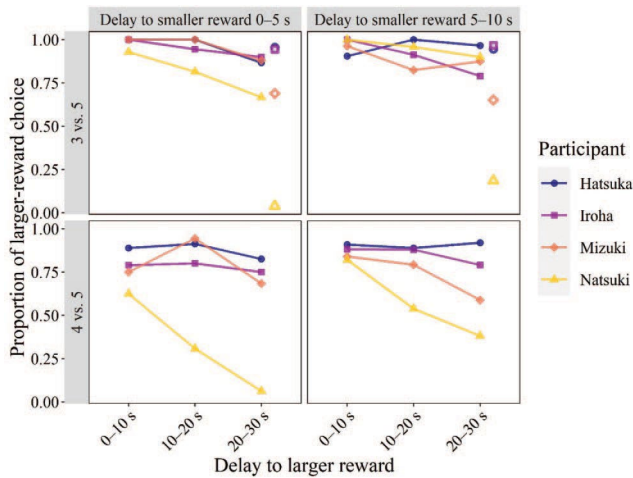 Delay to smaller reward 0–5 s
Delay to smaller reward 5–10 s
Proportion of larger-reward choice
3 vs. 5
1.00
0.75
0.50
0.25
0.00
4 vs. 5
1.00
0.75
0.50
0.25
0.00
0–10 s
10–20 s
20–30 s
0–10 s
10–20 s
20–30 s
Delay to larger reward
Participant
Hatsuka
Iroha
Mizuki
Natsuki